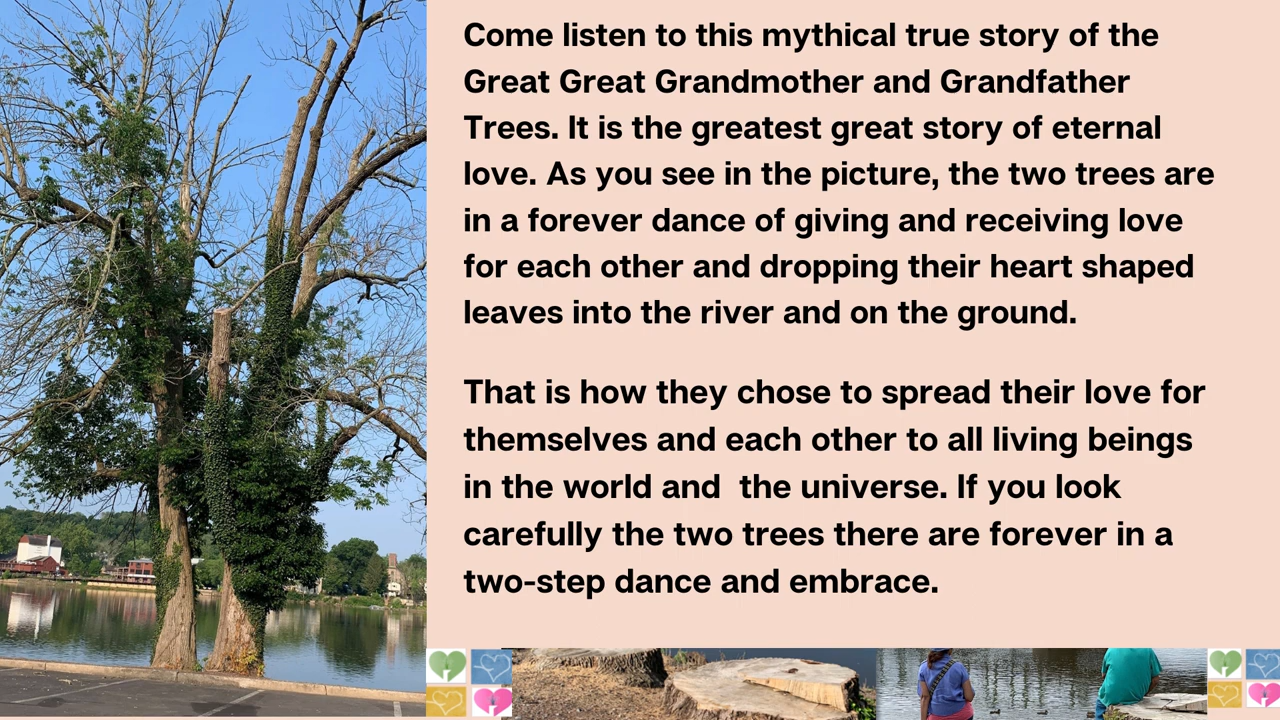 Come listen to this mythical true story of the
Great Great Grandmother and Grandfather
Trees. It is the greatest great story of eternal
love. As you see in the picture, the two trees are
in a forever dance of giving and receiving love
for each other and dropping their heart shaped
leaves into the river and on the ground.
That is how they chose to spread their love for
themselves and each other to all living beings
in the world and  the universe. If you look
carefully the two trees there are forever in a
two-step dance and embrace.